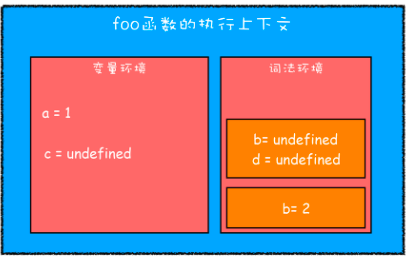 foo函数的执行上下文
变量环境
a = 1
c = undefined
词法环境
b= undefined
d = undefined
b= 2